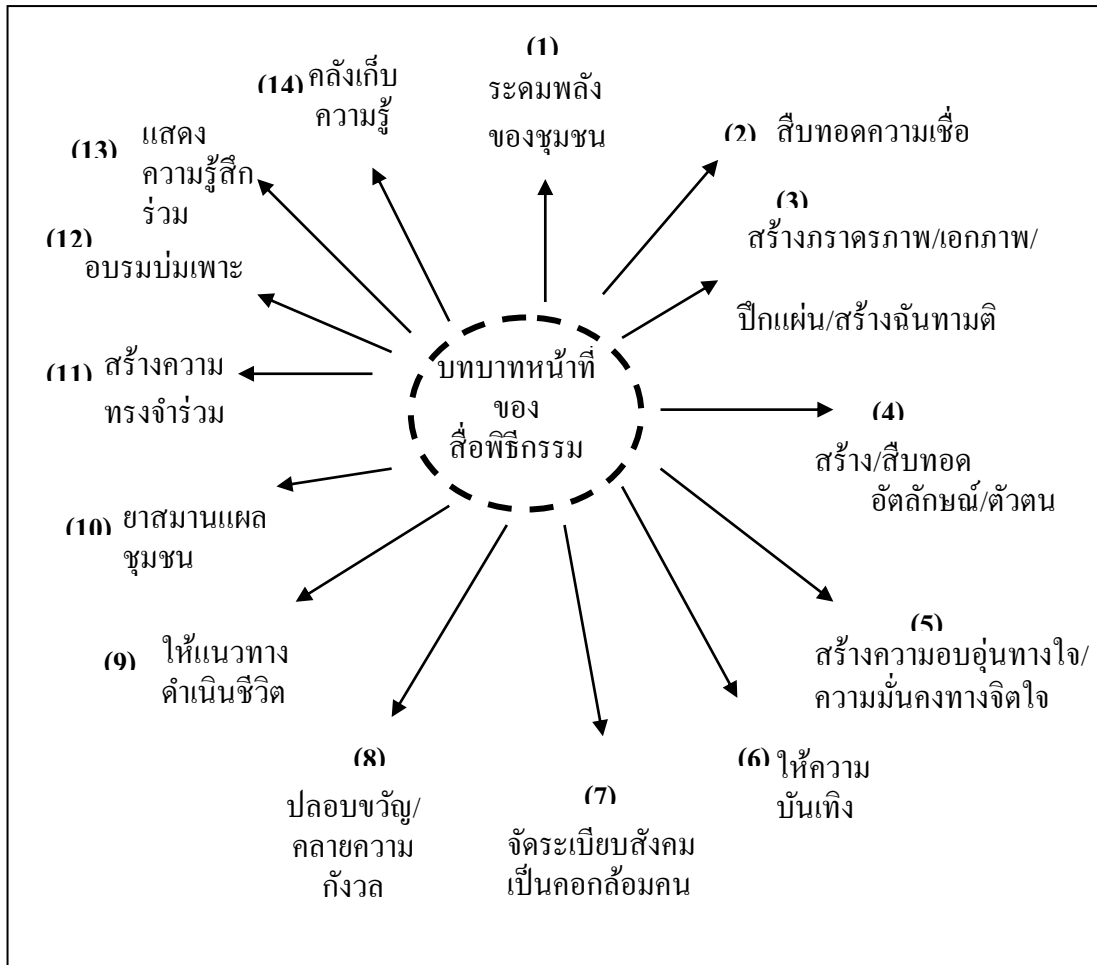 บทบาทหน้าที่
ของ
สื่อพิธีกรรม
(1)
ระดมพลัง
ของชุมชน
(2) สืบทอดความเชื่อ
(3)
สร้างภราดรภาพ/เอกภาพ/
ปึกแผ่น/สร้างฉันทามติ
(4)
สร้าง/สืบทอด
อัตลักษณ์/ตัวตน
(5)
สร้างความอบอุ่นทางใจ/
ความมั่นคงทางจิตใจ
(6) ให้ความ
บันเทิง
(7)
จัดระเบียบสังคม
เป็นคอกล้อมคน
(8)
ปลอบขวัญ/
คลายความ
กังวล
(9) ให้แนวทาง
ดำเนินชีวิต
(10) ยาสมานแผล
ชุมชน
(11) สร้างความ
ทรงจำร่วม
(12)
อบรมบ่มเพาะ
(13) แสดง
ความรู้สึก
ร่วม
(14) คลังเก็บ
ความรู้